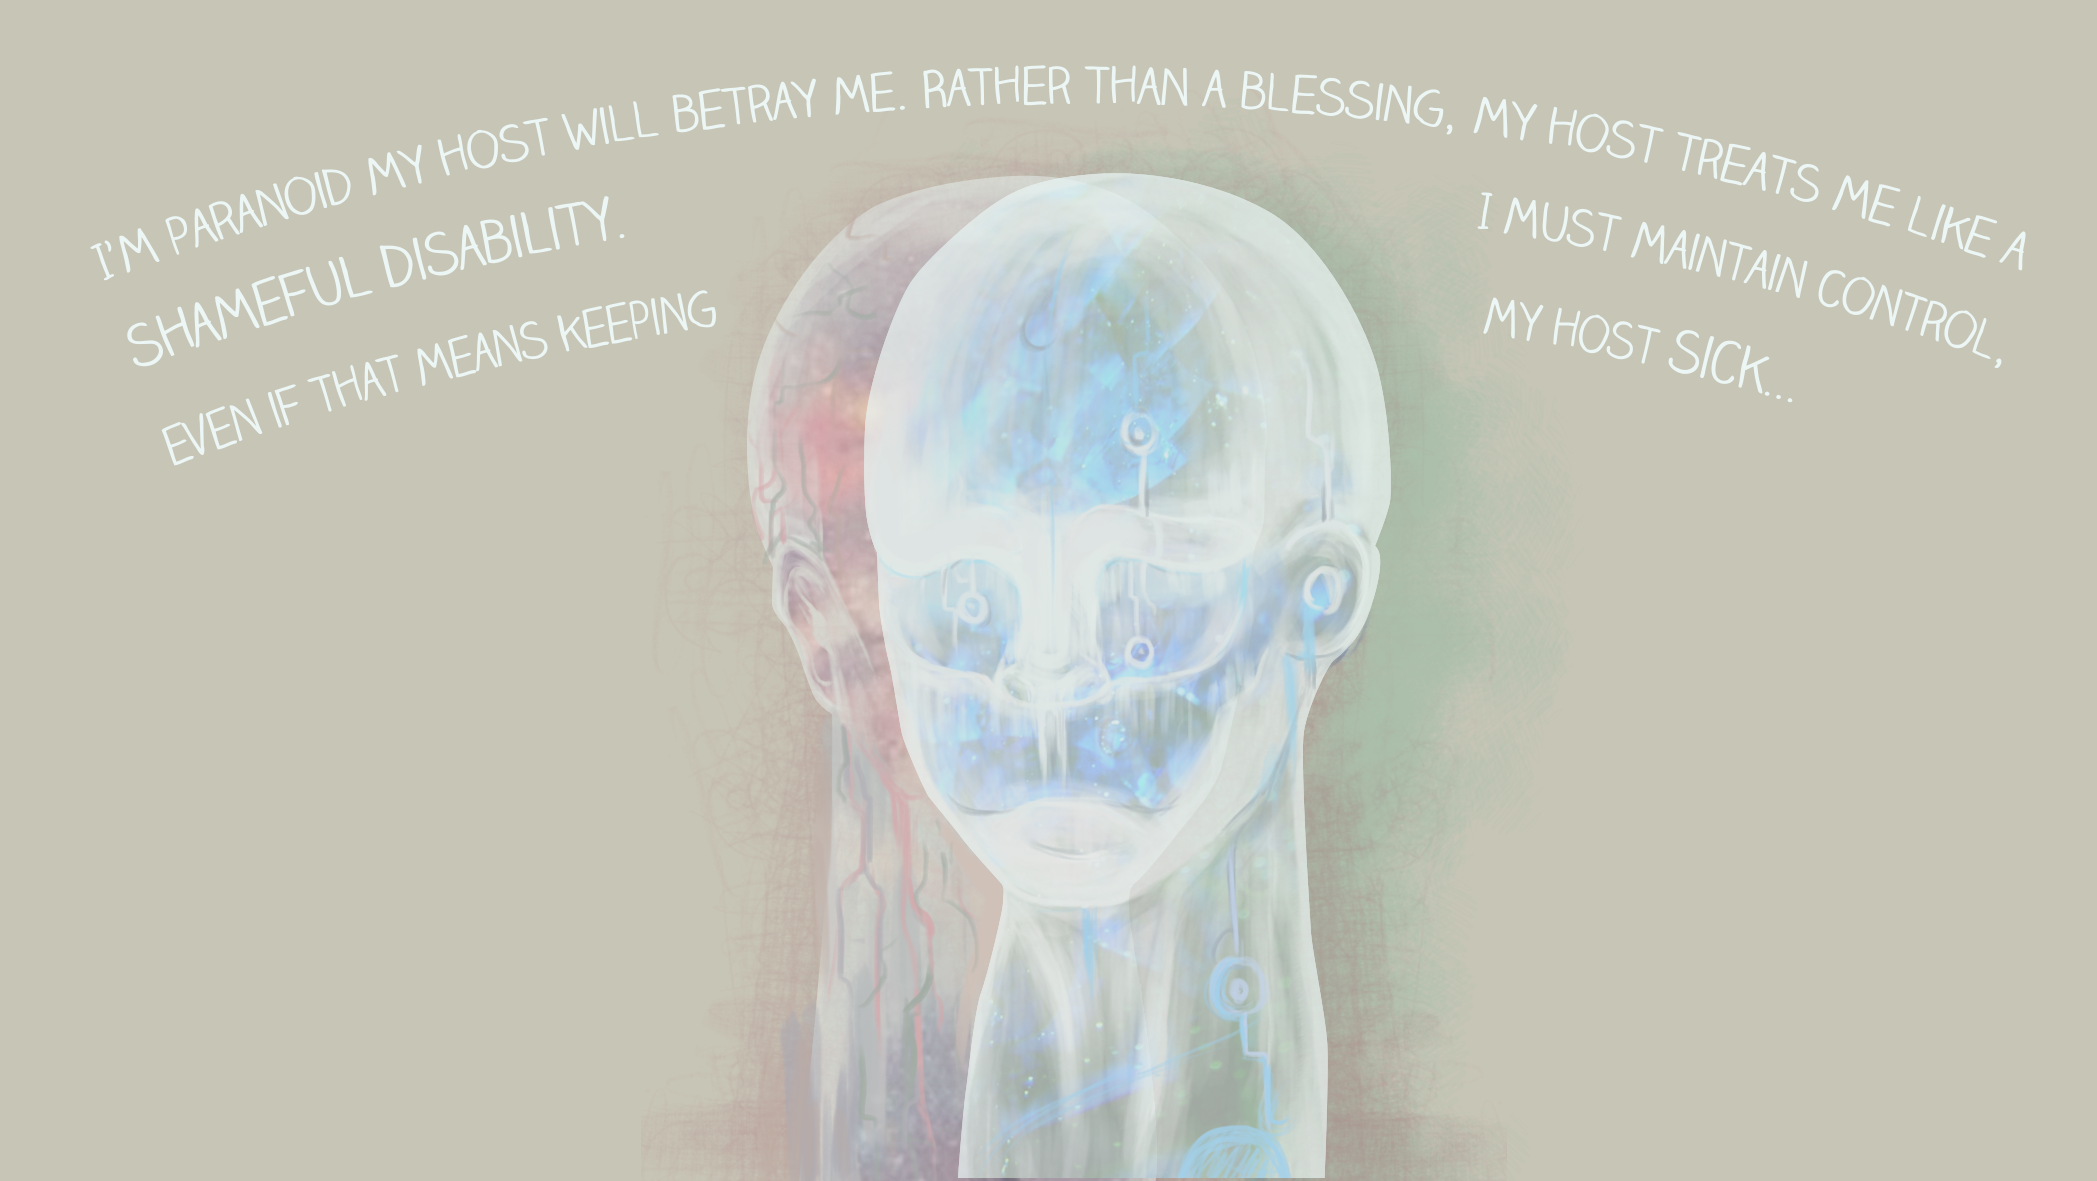 I'M PARANOID MY HOST WILL BETRAY ME. RATHER THAN A BLESSING, MY HOST TREATS ME LIKE A
SHAMEFUL DISABILITY. I MUST MAINTAIN CONTROL,
EVEN IF THAT MEANS KEEPING MY HOST SICK...